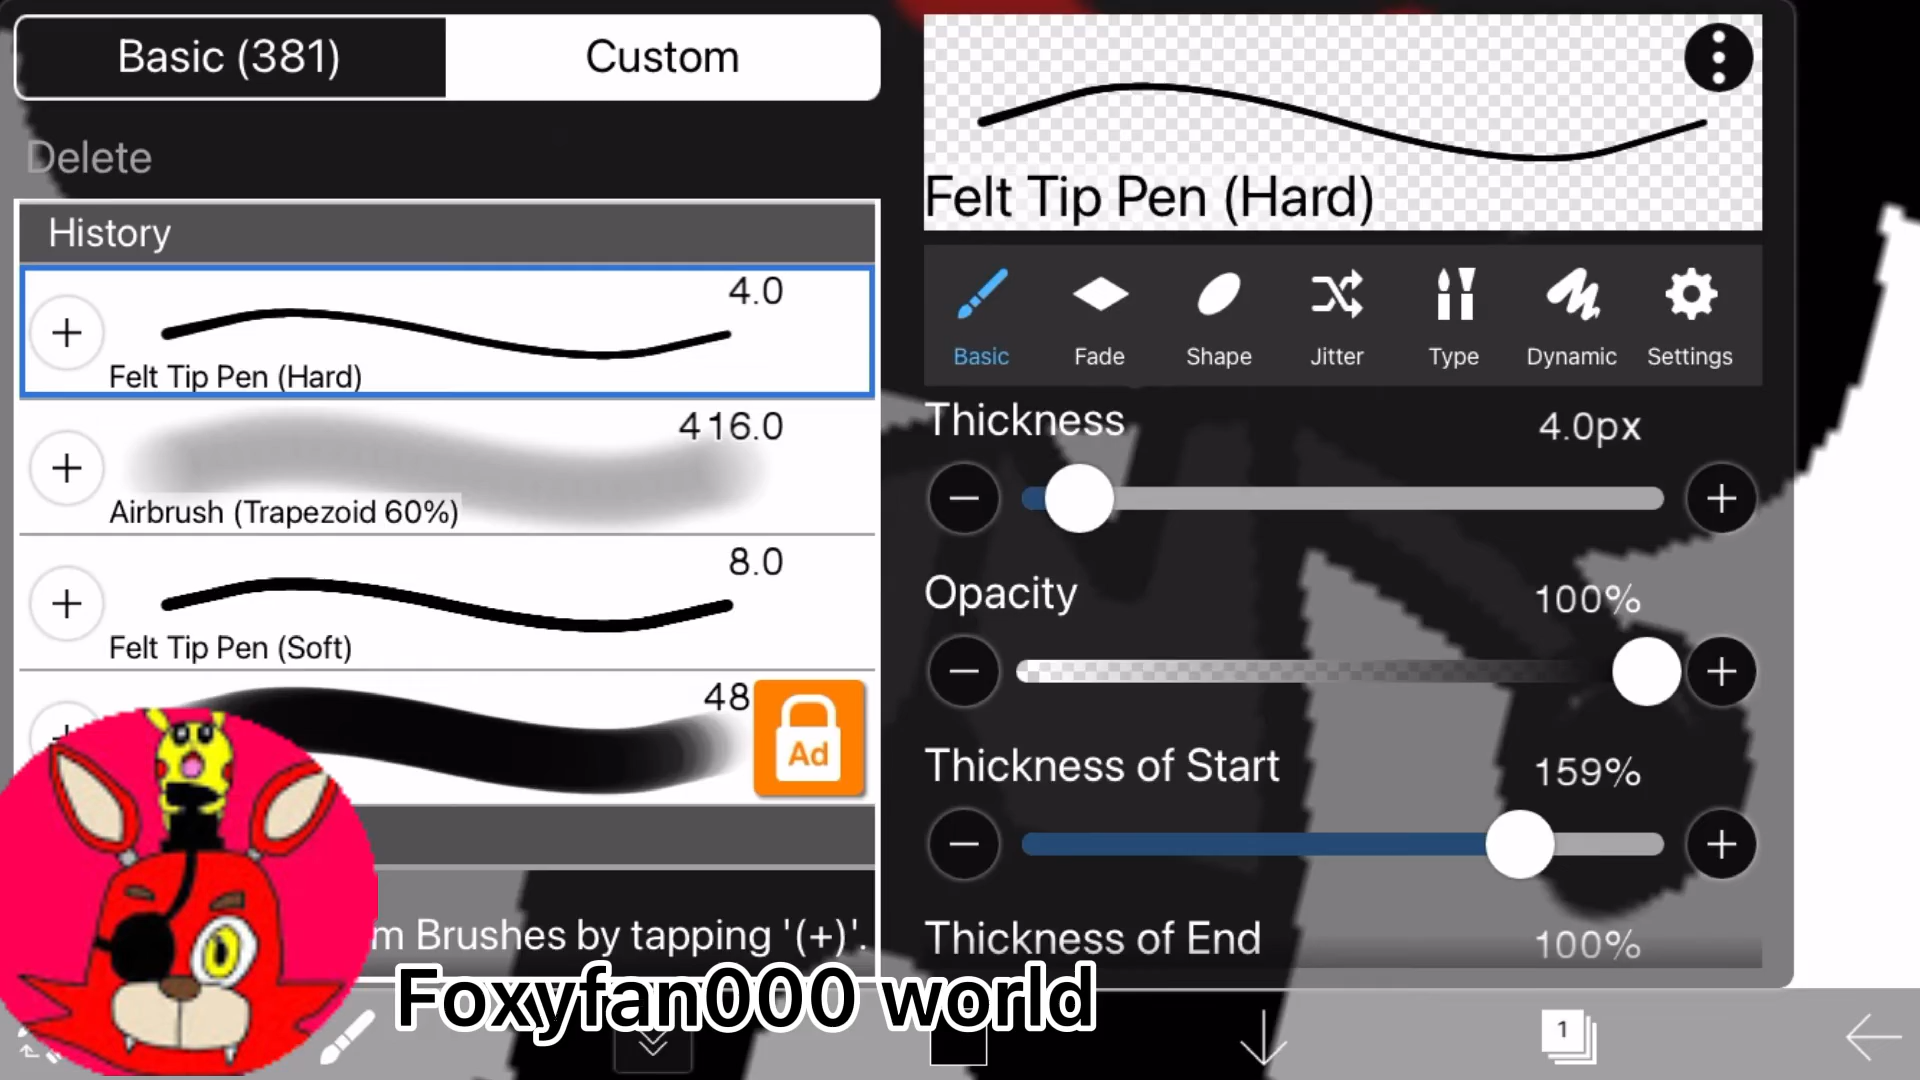 Basic (381)
Custom
Delete
History
4.0
Felt Tip Pen (Hard)
416.0
Airbrush (Trapezoid 60%)
8.0
Felt Tip Pen (Soft)
48
Ad
m Brushes by tapping '(+)'.
Felt Tip Pen (Hard)
Basic
Fade
Shape
Jitter
Type
Dynamic
Settings
Thickness
4.0px
Opacity
100%
Thickness of Start
159%
Thickness of End
100%
Foxyfan000 world
1